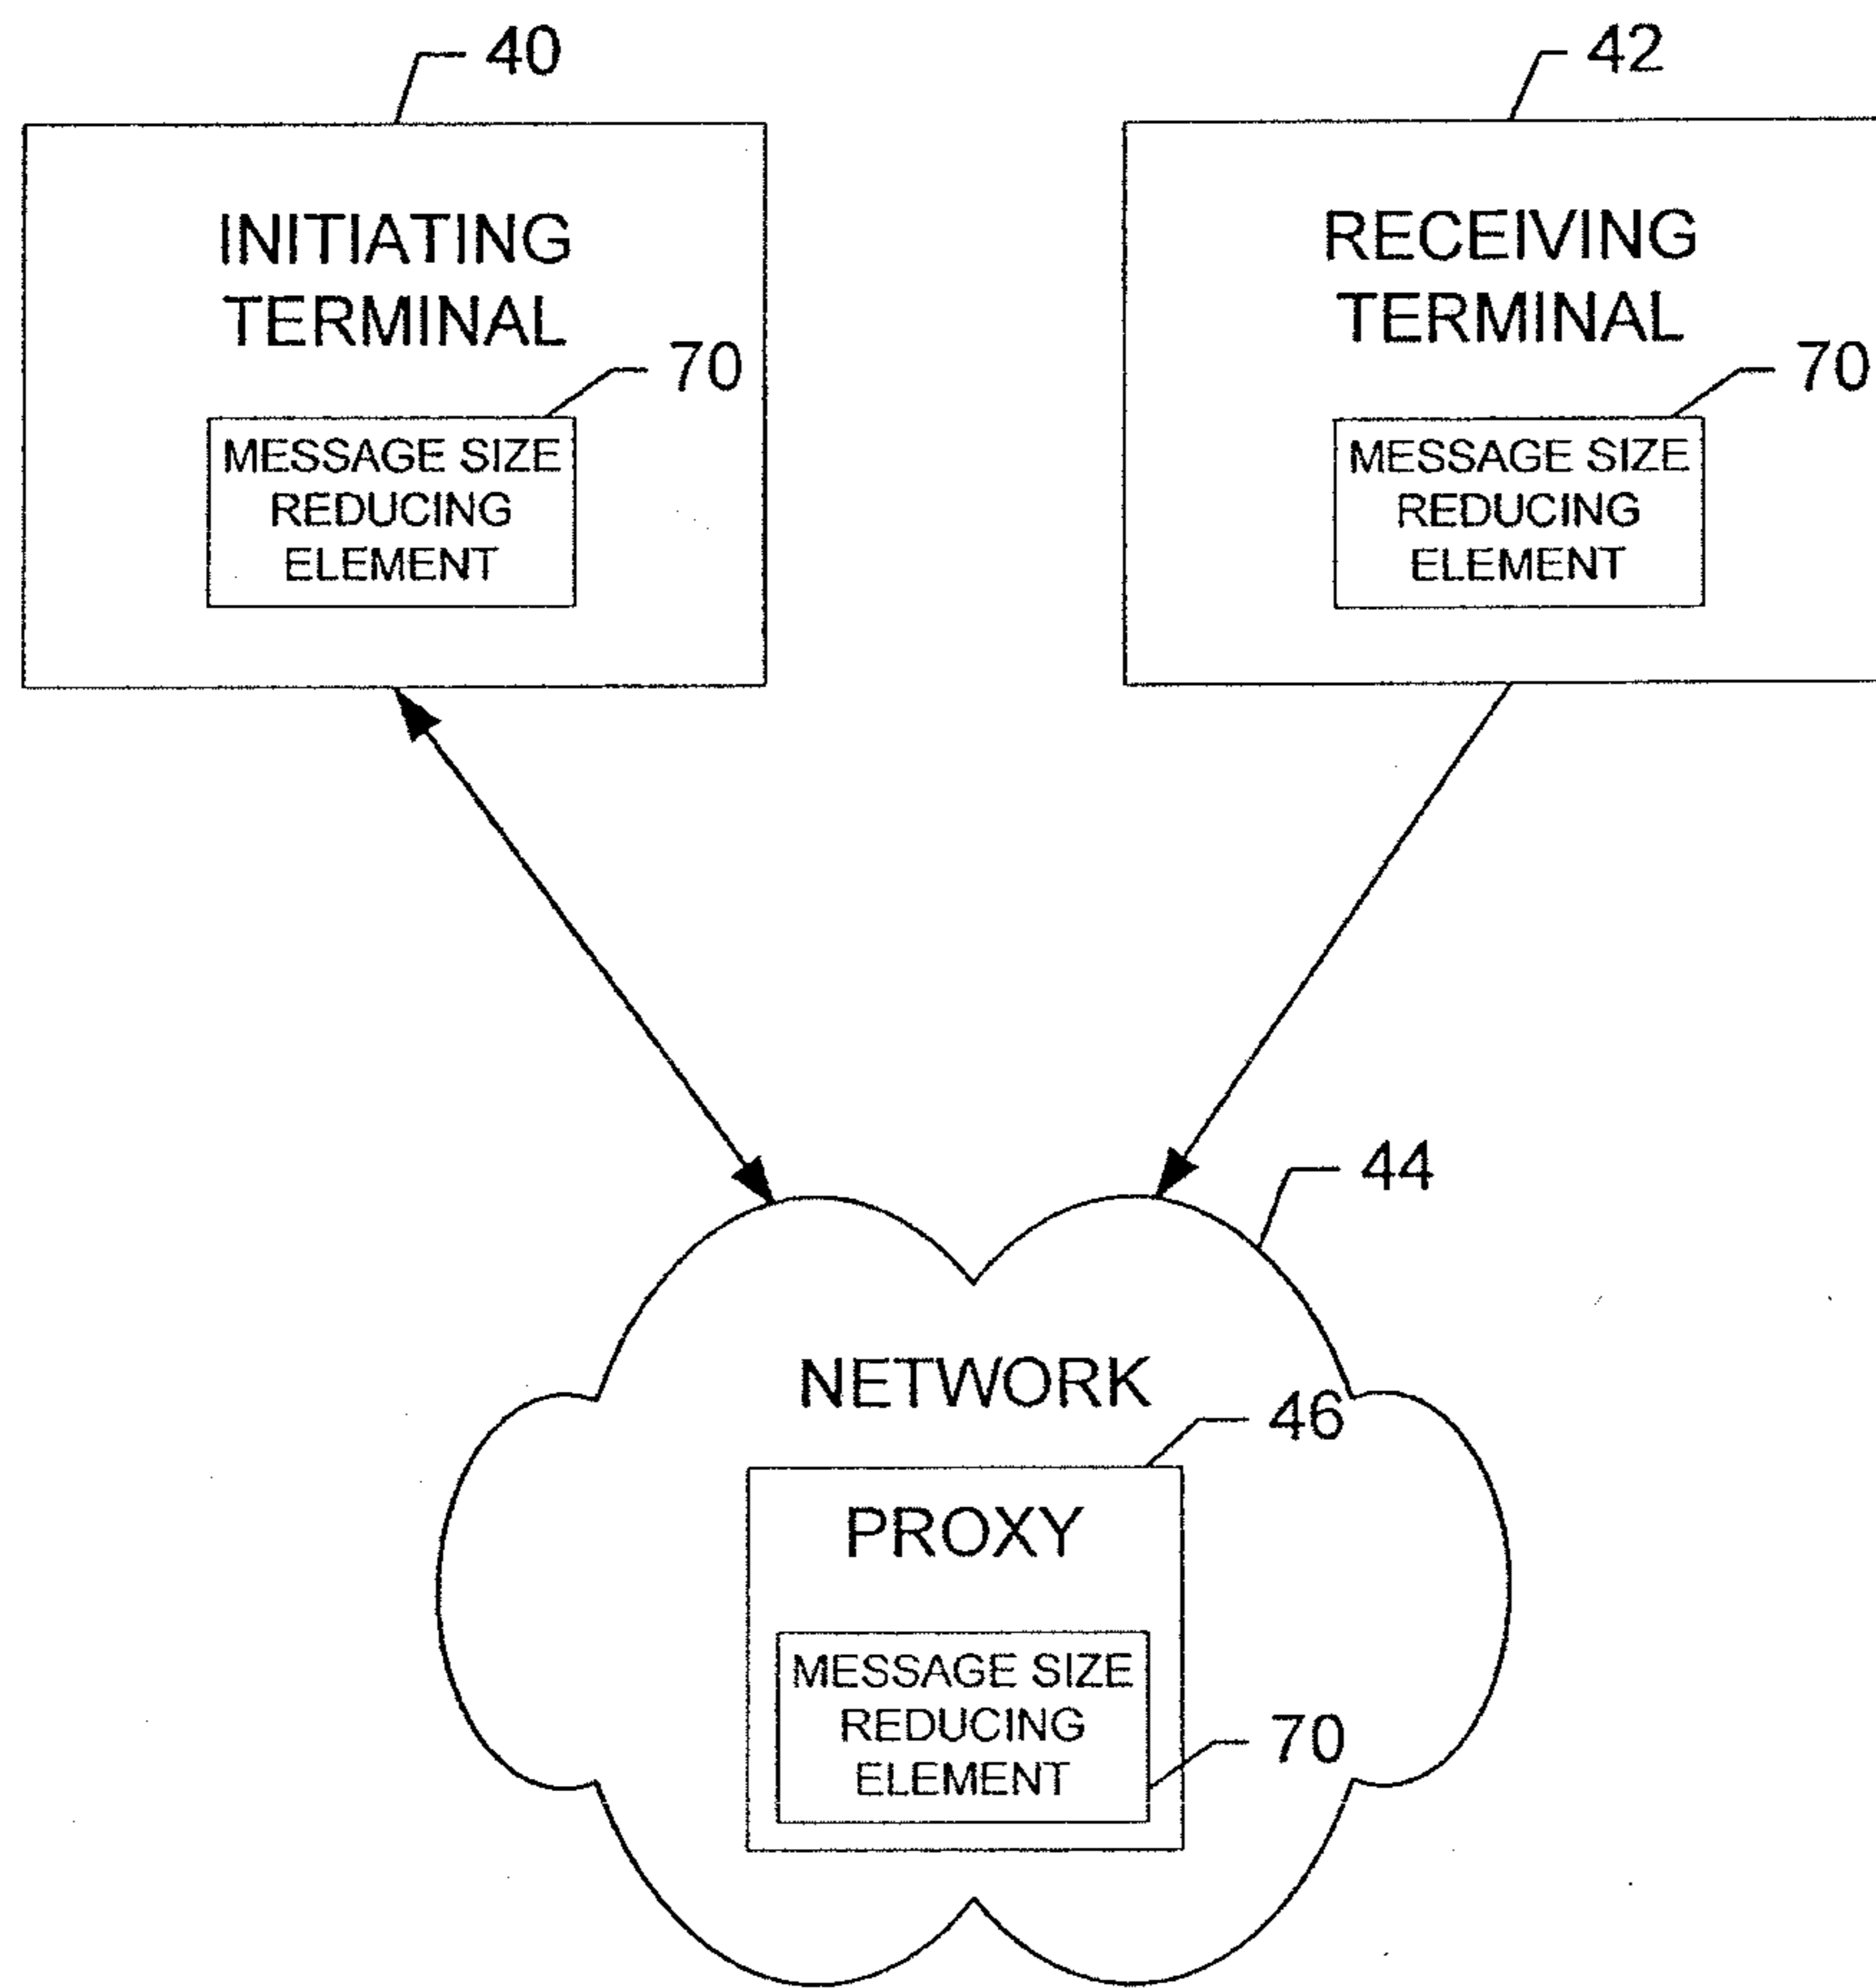 40
42
INITIATING
TERMINAL
70
MESSAGE SIZE
REDUCING
ELEMENT
RECEIVING
TERMINAL
70
MESSAGE SIZE
REDUCING
ELEMENT
44
NETWORK
46
PROXY
MESSAGE SIZE
REDUCING
ELEMENT
70